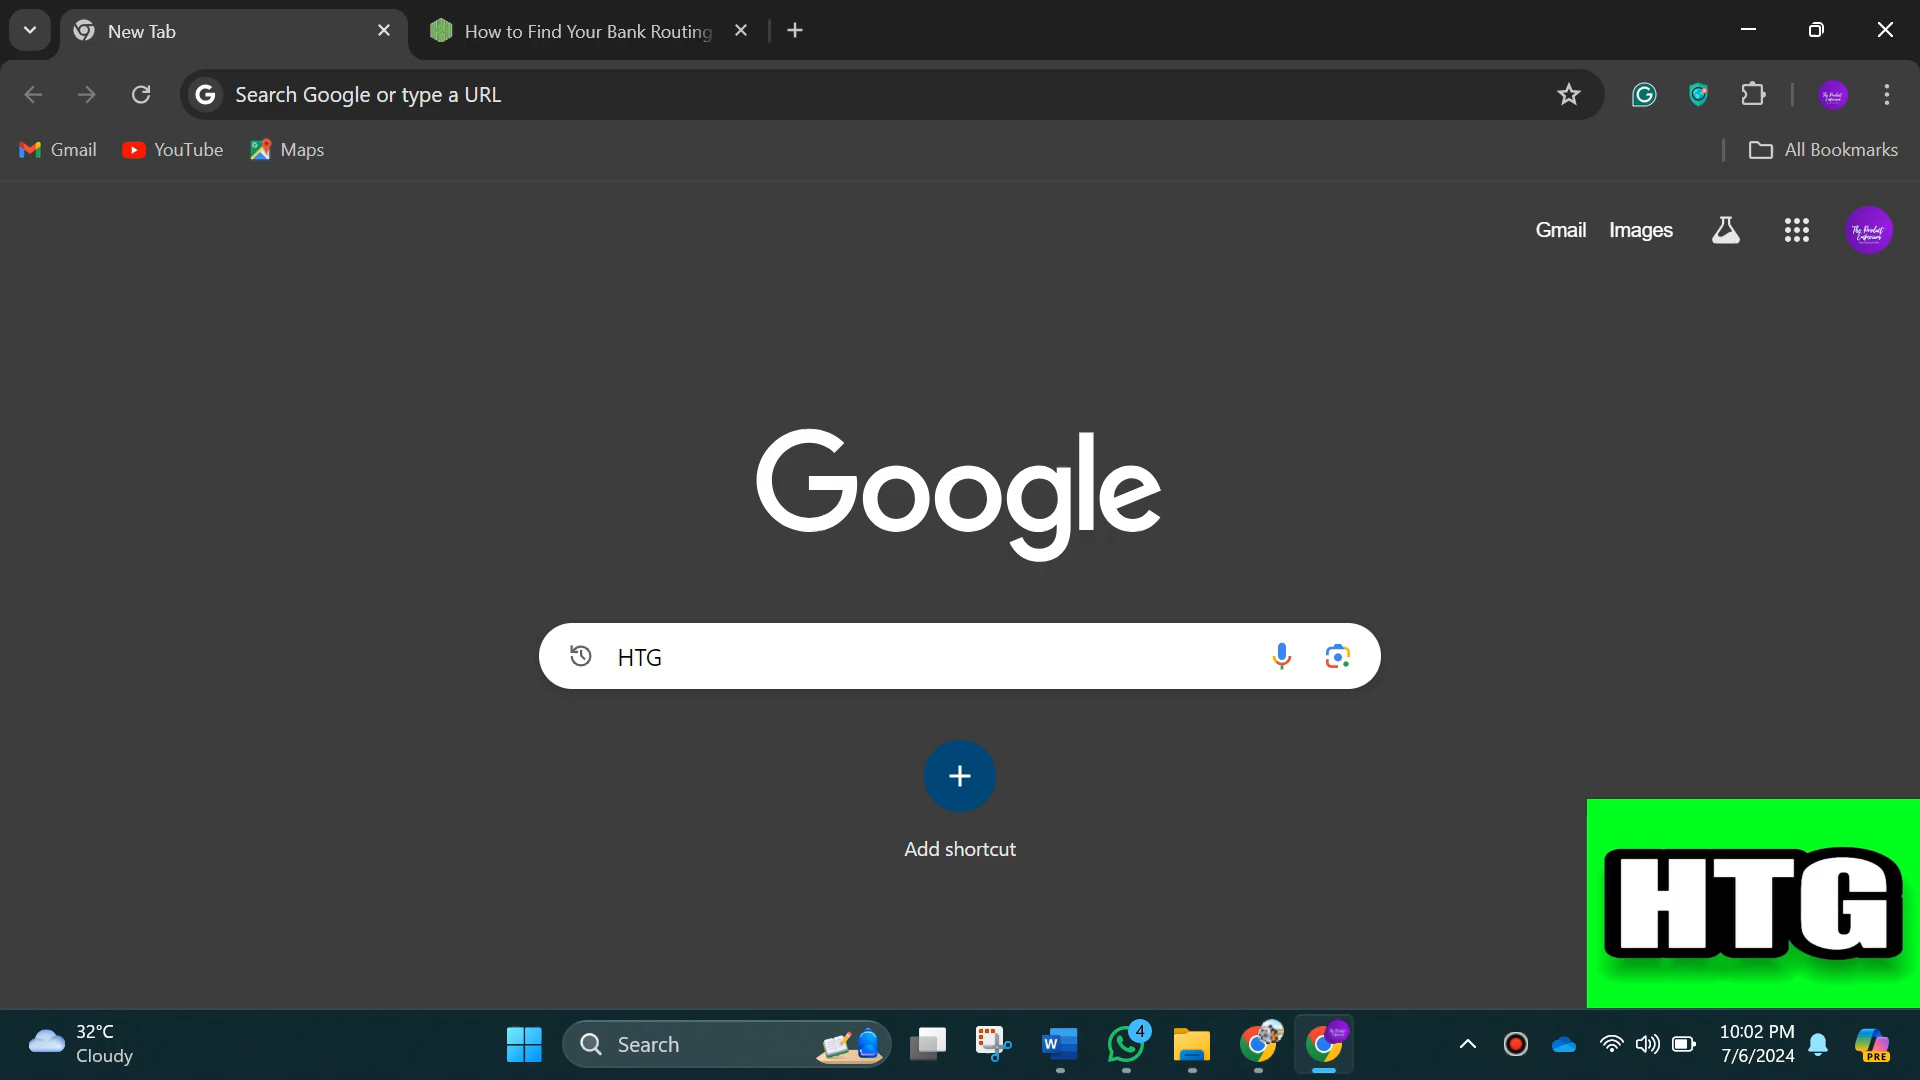 New Tab
How to Find Your Bank Routing
Search Google or type a URL
Gmail
YouTube
Maps
All Bookmarks
Gmail
Images
Google
HTG
Add shortcut
HTG
32°C
Cloudy
Search
4
10:02 PM
7/6/2024
PRE